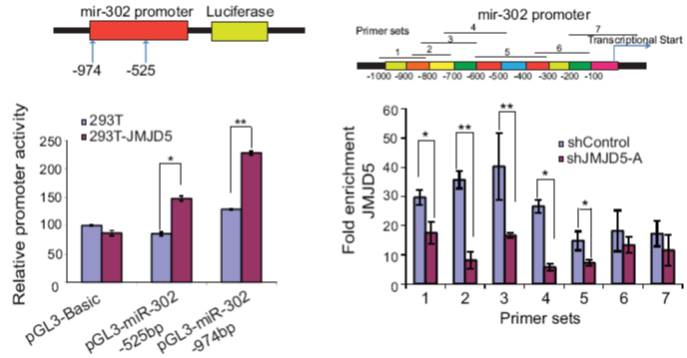 mir-302 promoter Luciferase
-974 -525
293T
293T-JMJD5
Relative promoter activity
250
200
150
100
50
0
*
**
pGL3-Basic
pGL3-miR-302
-525bp
pGL3-miR-302
-974bp
mir-302 promoter
Primer sets
4 7
3 Transcriptional Start
1 2 5 6
-1000 -900 -800 -700 -600 -500 -400 -300 -200 -100
Fold enrichment
JMJD5
60
50
40
30
20
10
0
* ** ** * *
shControl
shJMJD5-A
1 2 3 4 5 6 7
Primer sets